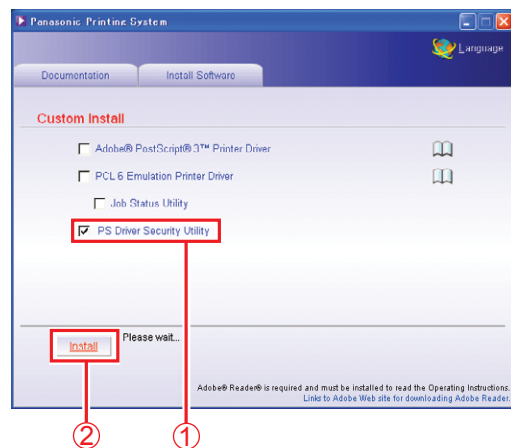 Panasonic Printing System
Language
Documentation
Install Software
Custom Install
Adobe® PostScript® 3™ Printer Driver
PCL 6 Emulation Printer Driver
Job Status Utility
PS Driver Security Utility
Install
Please wait...
Adobe® Reader® is required and must be installed to read the Operating Instructions.
Links to Adobe Web site for downloading Adobe Reader.
② ①